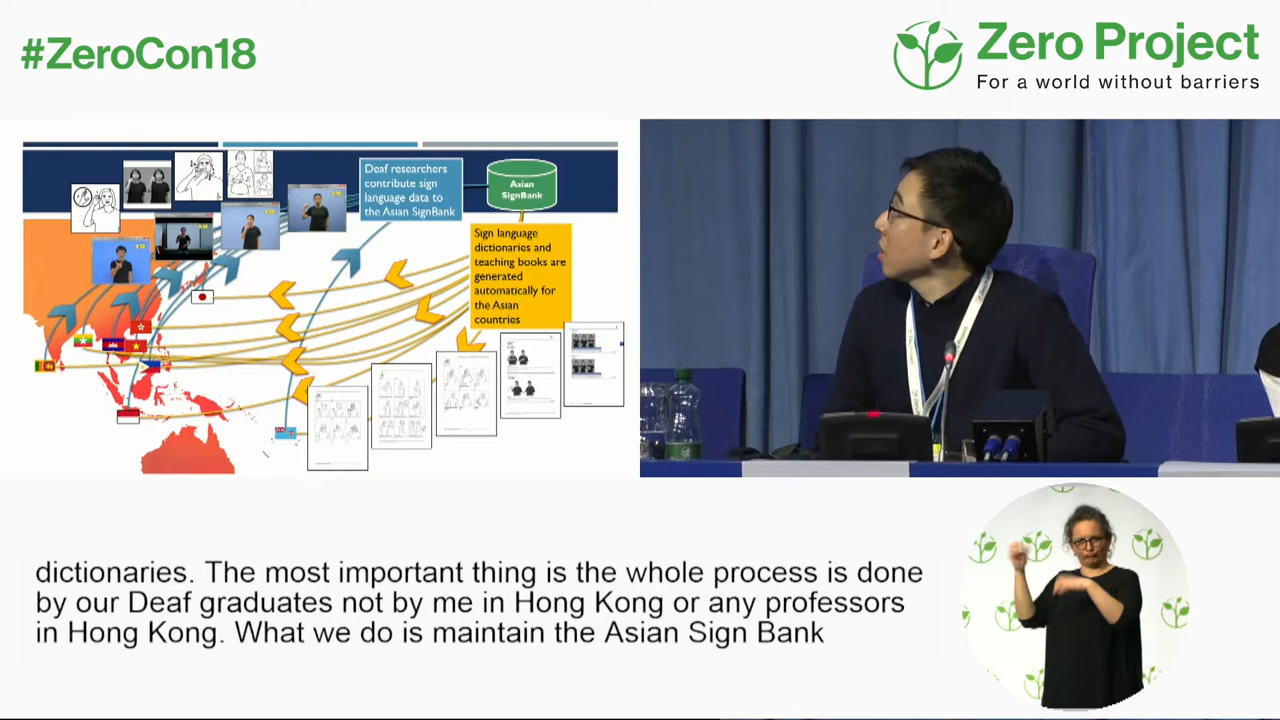 #ZeroCon18
Zero Project
For a world without barriers
Deaf researchers
contribute sign
language data to
the Asian SignBank
Asian
SignBank
Sign language
dictionaries and
teaching books are
generated
automatically for
the Asian
countries
dictionaries. The most important thing is the whole process is done
by our Deaf graduates not by me in Hong Kong or any professors
in Hong Kong. What we do is maintain the Asian Sign Bank